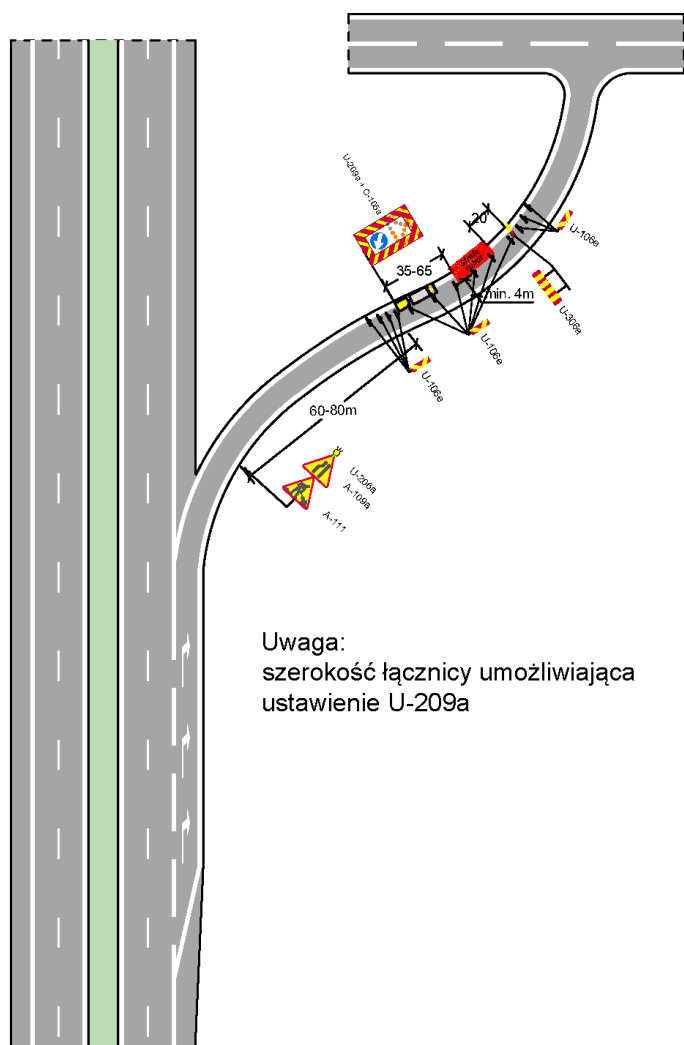 U-209a + C-105a
20
U-106e
35-65
min. 4m
U-306a
U-106e
U-106e
60-80m
U-206a
A-109a
A-111
Uwaga:
szerokość łącznicy umożliwiająca
ustawienie U-209a